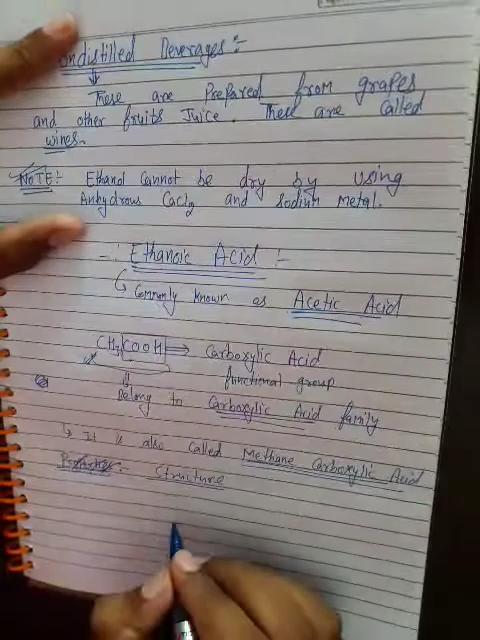 Undistilled Beverages:-
These are Prepared from grapes
and other fruits Juice. These are Called
wines.
NOTE:- Ethanol Cannot be dry by using
Anhydrous CaCl2 and Sodium Metal.
-: Ethanoic Acid :-
Commonly known as Acetic Acid
CH3COOH ⇒ Carboxylic Acid
functional group
Belong to Carboxylic Acid family
↳ It is also Called Methane Carboxylic Acid
:- Structure